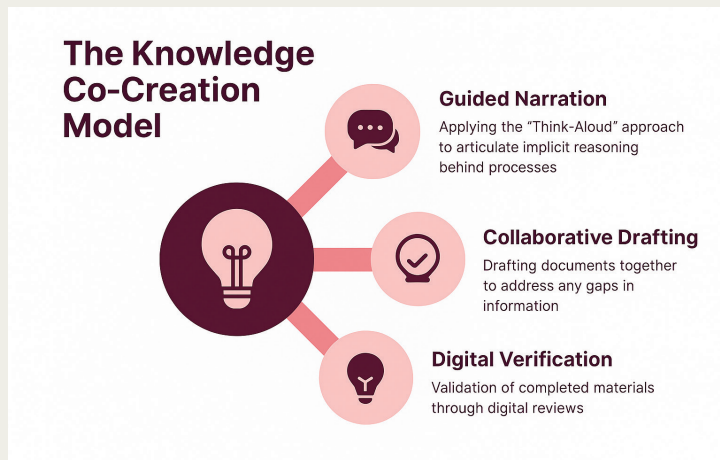 The Knowledge
Co-Creation
Model
Guided Narration
Applying the “Think-Aloud” approach
to articulate implicit reasoning
behind processes
Collaborative Drafting
Drafting documents together
to address any gaps in
information
Digital Verification
Validation of completed materials
through digital reviews